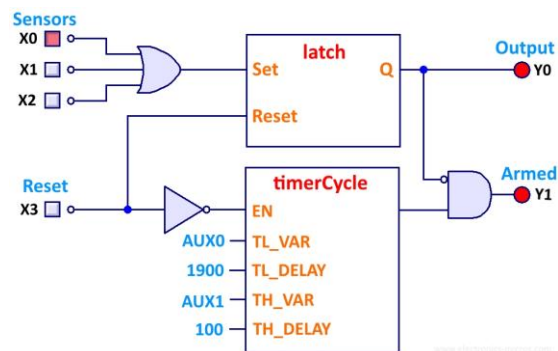 Sensors
X0
X1
X2
latch
Set
Q
Reset
Output
Y0
Reset
X3
timerCycle
EN
AUX0
TL_VAR
1900
TL_DELAY
AUX1
TH_VAR
100
TH_DELAY
Armed
Y1